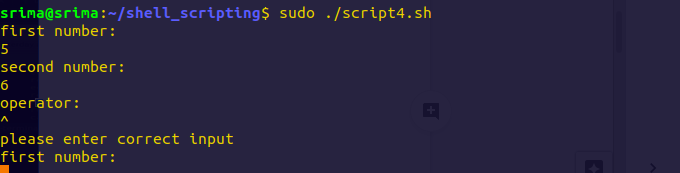 srima@srima:~/shell_scripting$ sudo ./script4.sh
first number:
5
second number:
6
operator:
^
please enter correct input
first number: